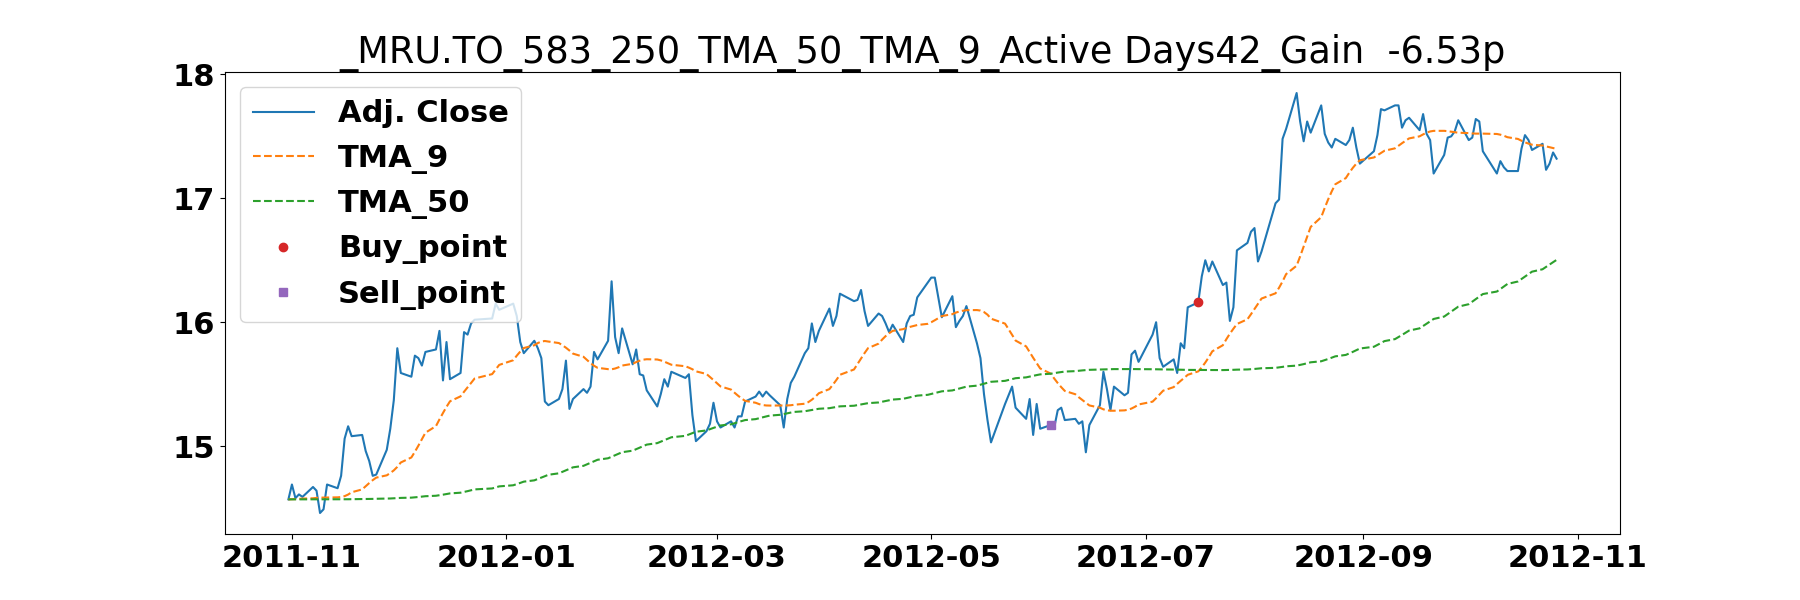 _MRU.TO_583_250_TMA_50_TMA_9_Active Days42_Gain  -6.53p
18
17
16
15
Adj. Close
TMA_9
TMA_50
Buy_point
Sell_point
2011-11 2012-01 2012-03 2012-05 2012-07 2012-09 2012-11